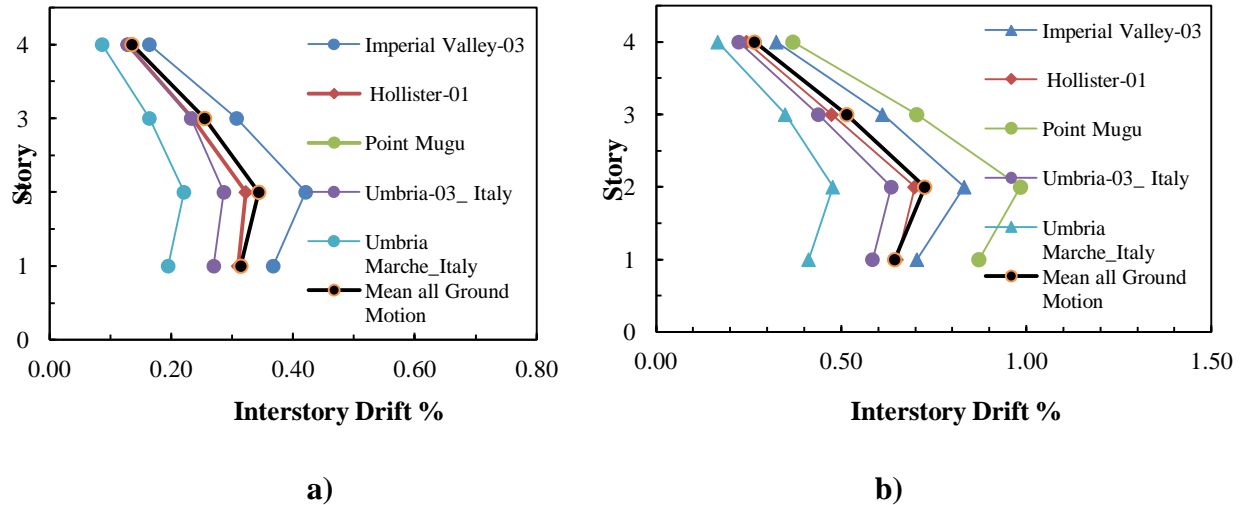 4
3
2
1
2
Story
0.00
0.20
0.40
0.60
0.80
Interstory Drift %
Imperial Valley-03
Hollister-01
Point Mugu
Umbria-03_ Italy
Umbria
Marche_Italy
Mean all Ground
Motion
a)
4
3
2
1
2
Story
0.00
0.50
1.00
1.50
Interstory Drift %
Imperial Valley-03
Hollister-01
Point Mugu
Umbria-03_ Italy
Umbria
Marche_Italy
Mean all Ground
Motion
b)